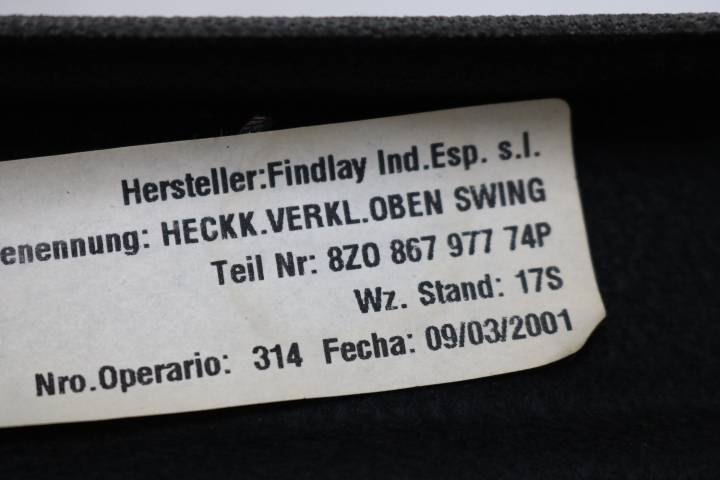 Hersteller:Findlay Ind.Esp. s.l.
enennung: HECKK.VERKL.OBEN SWING
Teil Nr: 8Z0 867 977 74P
Wz. Stand: 17S
Nro.Operario: 314 Fecha: 09/03/2001